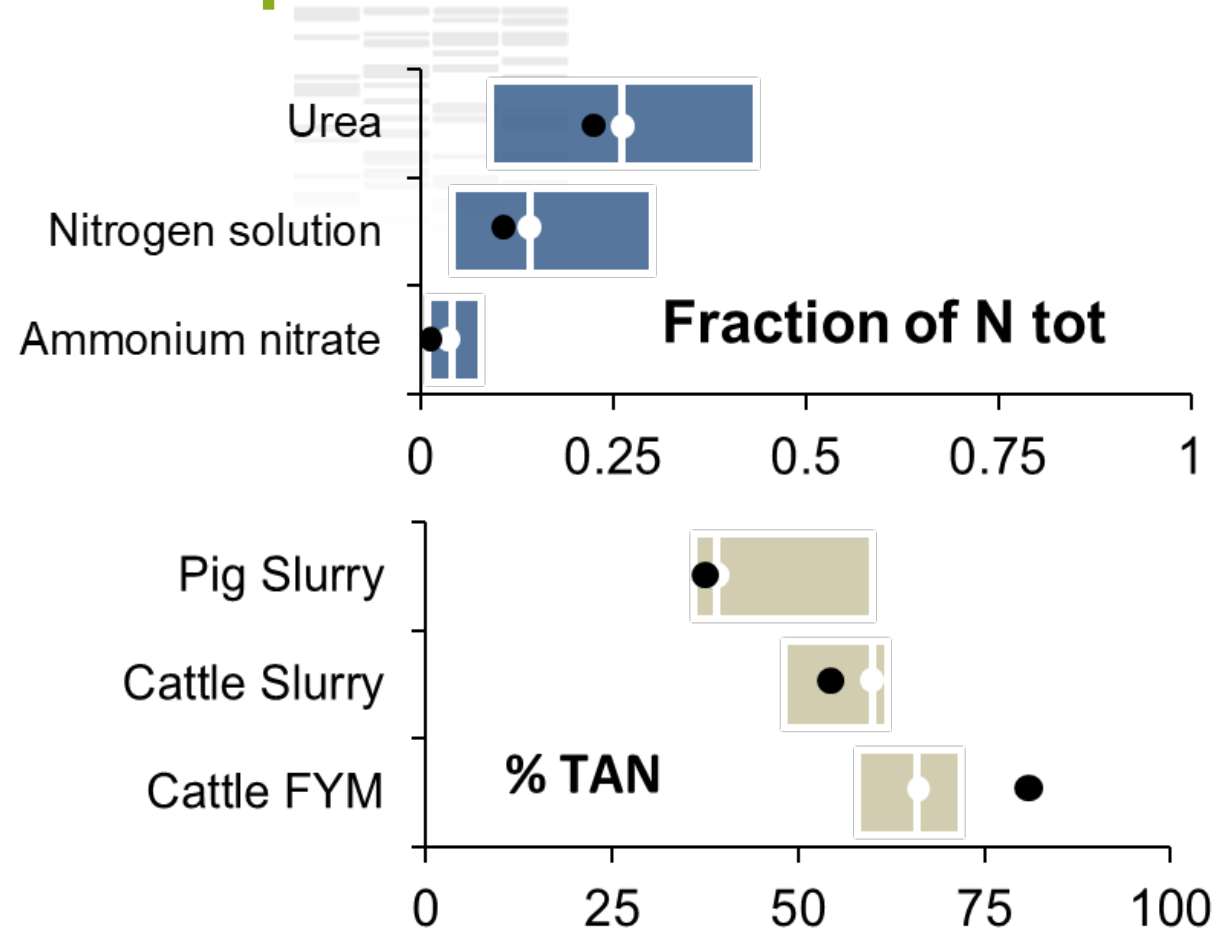 Urea
Nitrogen solution
Ammonium nitrate
Fraction of N tot
0 0.25 0.5 0.75 1
Pig Slurry
Cattle Slurry
Cattle FYM
% TAN
0 25 50 75 100